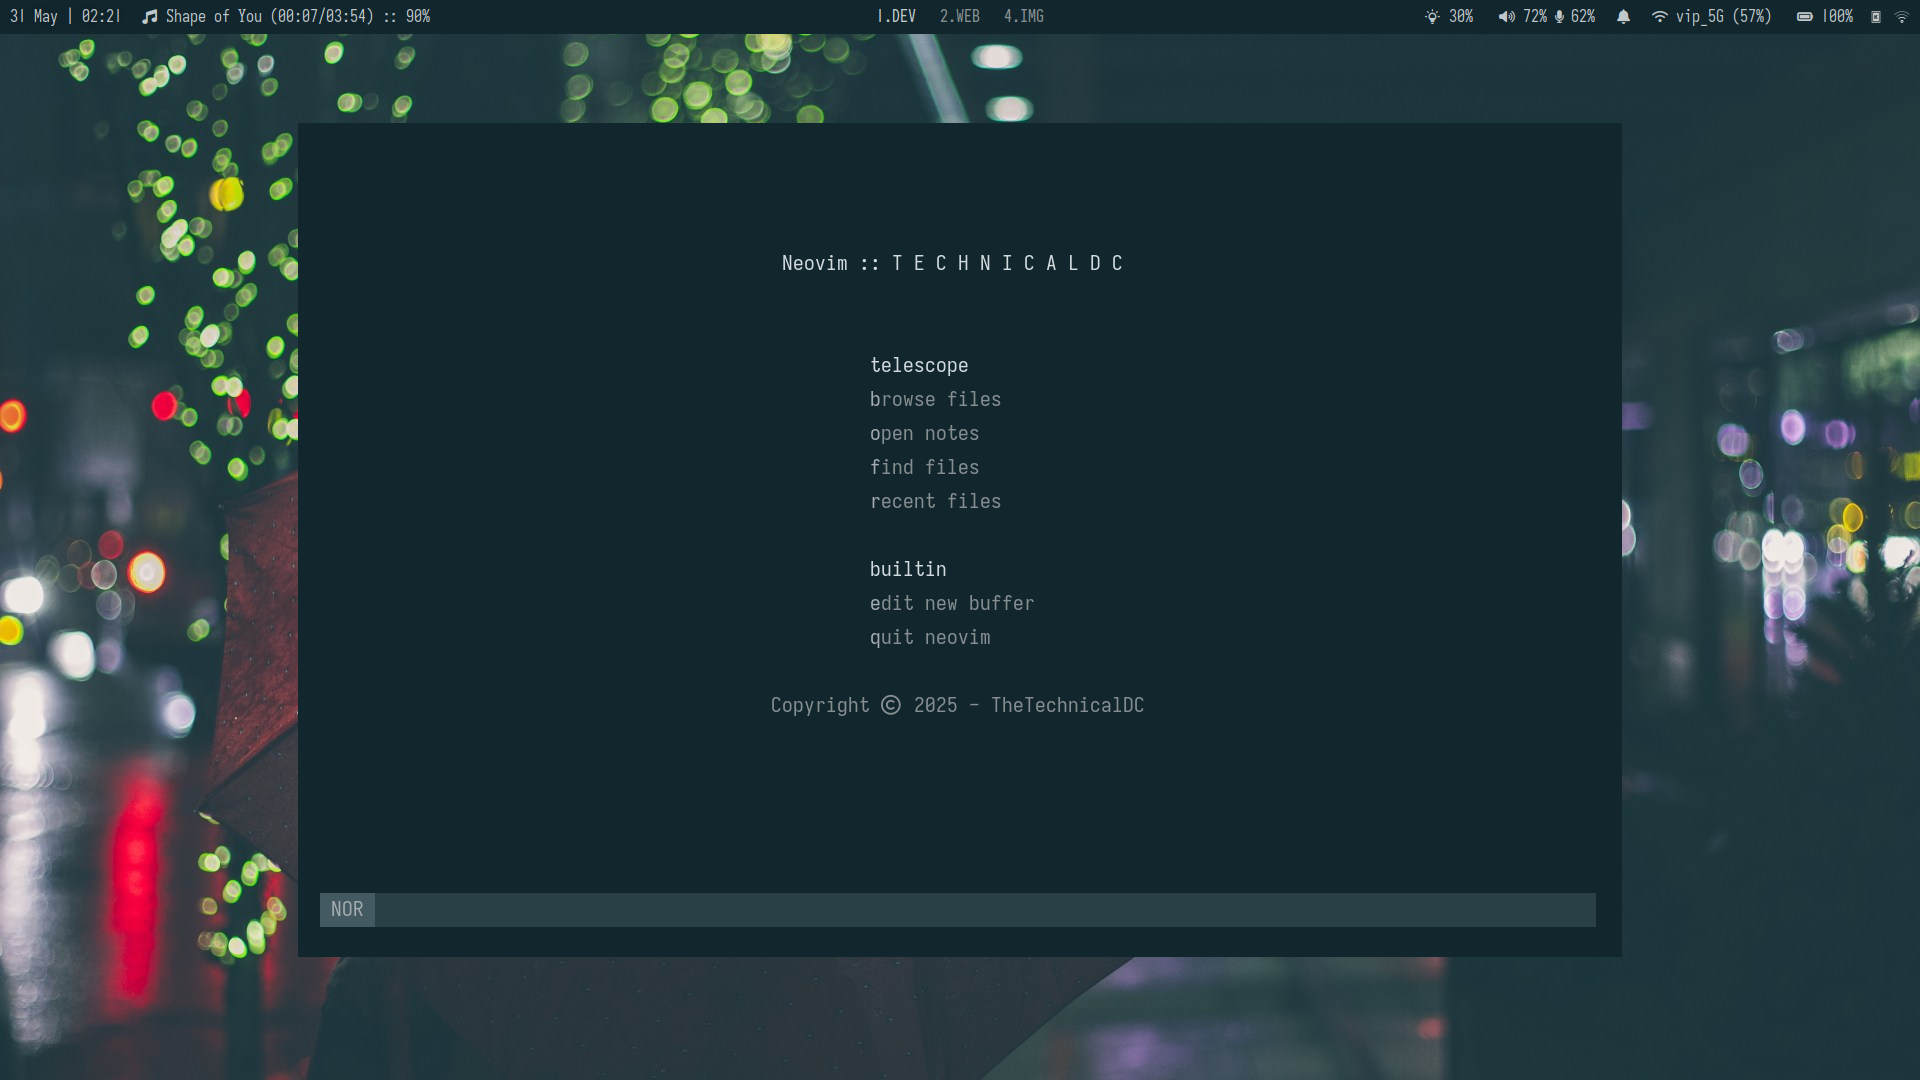 31 May | 02:21 Shape of You (00:07/03:54) :: 90% 1.DEV 2.WEB 4.IMG 30% 72% 62% vip_5G (57%) 100%
Neovim :: T E C H N I C A L D C
telescope
browse files
open notes
find files
recent files
builtin
edit new buffer
quit neovim
Copyright © 2025 - TheTechnicalDC
NOR